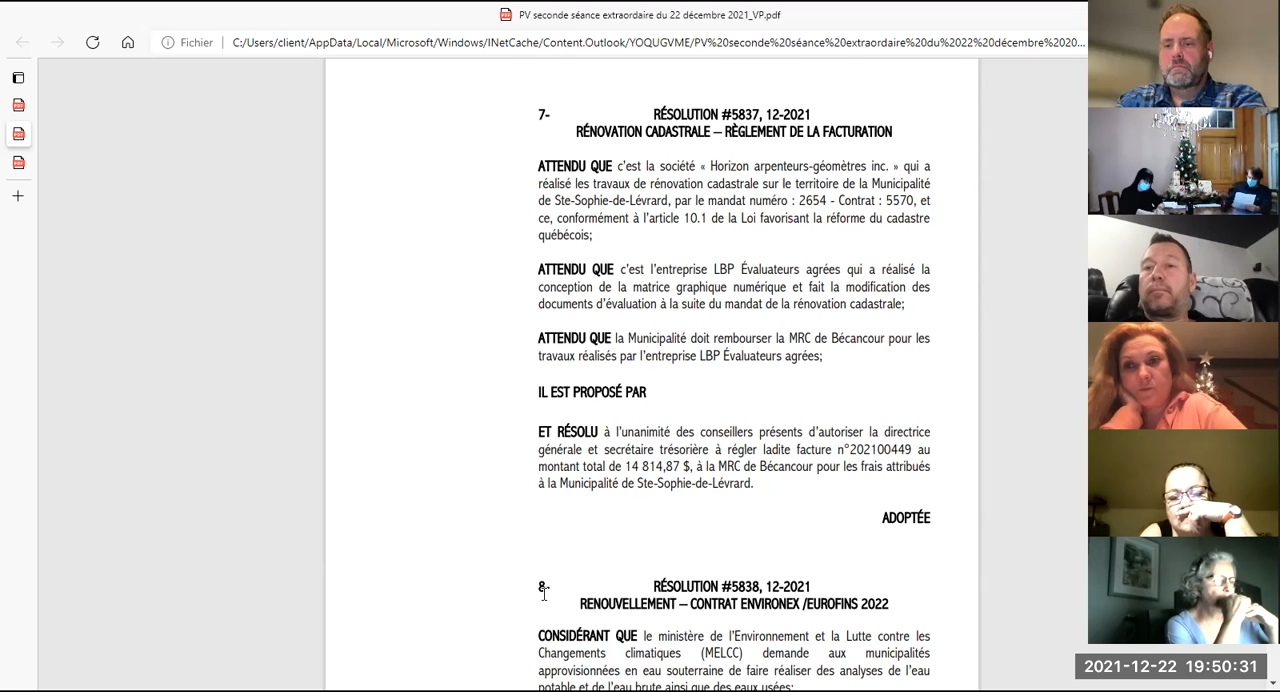 PV seconde séance extraordaire du 22 décembre 2021_VP.pdf
Fichier
C:/Users/client/AppData/Local/Microsoft/Windows/INetCache/Content.Outlook/YOQUGVME/PV%20seconde%20séance%20extraordaire%20du%2022%20décembre%2020...
7- RÉSOLUTION #5837, 12-2021
RÉNOVATION CADASTRALE – RÈGLEMENT DE LA FACTURATION
ATTENDU QUE c'est la société « Horizon arpenteurs-géomètres inc. » qui a
réalisé les travaux de rénovation cadastrale sur le territoire de la Municipalité
de Ste-Sophie-de-Lévrard, par le mandat numéro : 2654 - Contrat : 5570, et
ce, conformément à l'article 10.1 de la Loi favorisant la réforme du cadastre
québécois;
ATTENDU QUE c'est l'entreprise LBP Évaluateurs agrées qui a réalisé la
conception de la matrice graphique numérique et fait la modification des
documents d'évaluation à la suite du mandat de la rénovation cadastrale;
ATTENDU QUE la Municipalité doit rembourser la MRC de Bécancour pour les
travaux réalisés par l'entreprise LBP Évaluateurs agrées;
IL EST PROPOSÉ PAR
ET RÉSOLU à l'unanimité des conseillers présents d'autoriser la directrice
générale et secrétaire trésorière à régler ladite facture n°202100449 au
montant total de 14 814,87 $, à la MRC de Bécancour pour les frais attribués
à la Municipalité de Ste-Sophie-de-Lévrard.
ADOPTÉE
8- RÉSOLUTION #5838, 12-2021
RENOUVELLEMENT – CONTRAT ENVIRONEX /EUROFINS 2022
CONSIDÉRANT QUE le ministère de l'Environnement et la Lutte contre les
Changements climatiques (MELCC) demande aux municipalités
approvisionnées en eau souterraine de faire réaliser des analyses de l'eau
potable et de l'eau brute ainsi que des eaux usées;
2021-12-22 19:50:31